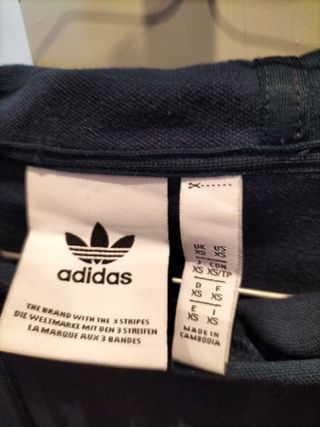 adidas
THE BRAND WITH THE 3 STRIPES
DIE WELTMARKE MIT DEN 3 STREIFEN
LA MARQUE AUX 3 BANDES
UK US
XS XS
J CDN
XS XS/TP
D F
XS XS
E I
XS XS
MADE IN
CAMBODIA